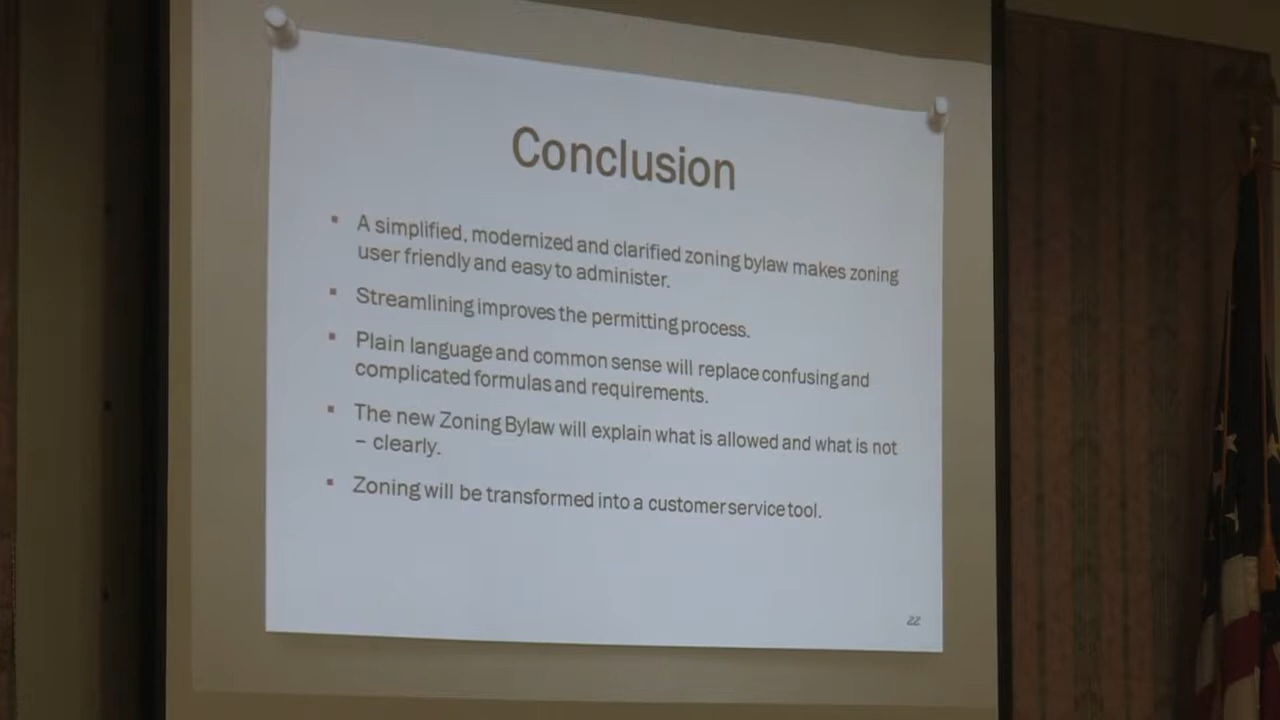 Conclusion
▪ A simplified, modernized and clarified zoning bylaw makes zoning
user friendly and easy to administer.
▪ Streamlining improves the permitting process.
▪ Plain language and common sense will replace confusing and
complicated formulas and requirements.
▪ The new Zoning Bylaw will explain what is allowed and what is not
– clearly.
▪ Zoning will be transformed into a customer service tool.
22